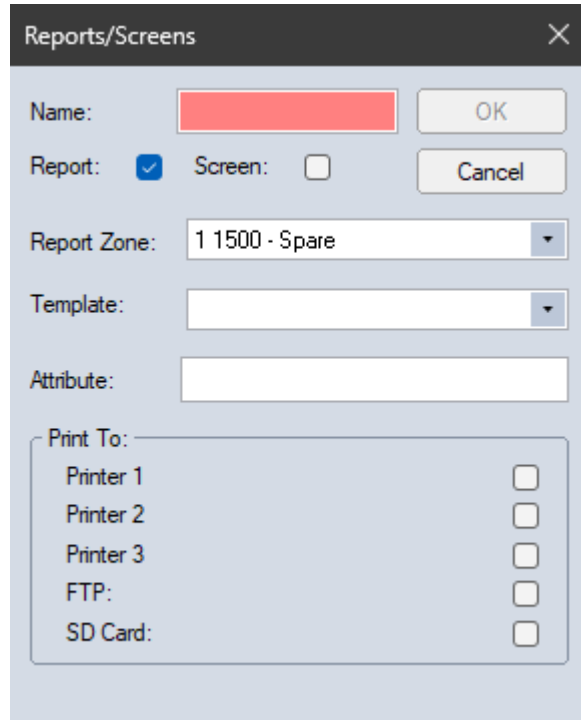 Reports/Screens
Name:
OK
Report:
Screen:
Cancel
Report Zone:
1 1500 - Spare
Template:
Attribute:
Print To:
Printer 1
Printer 2
Printer 3
FTP:
SD Card: